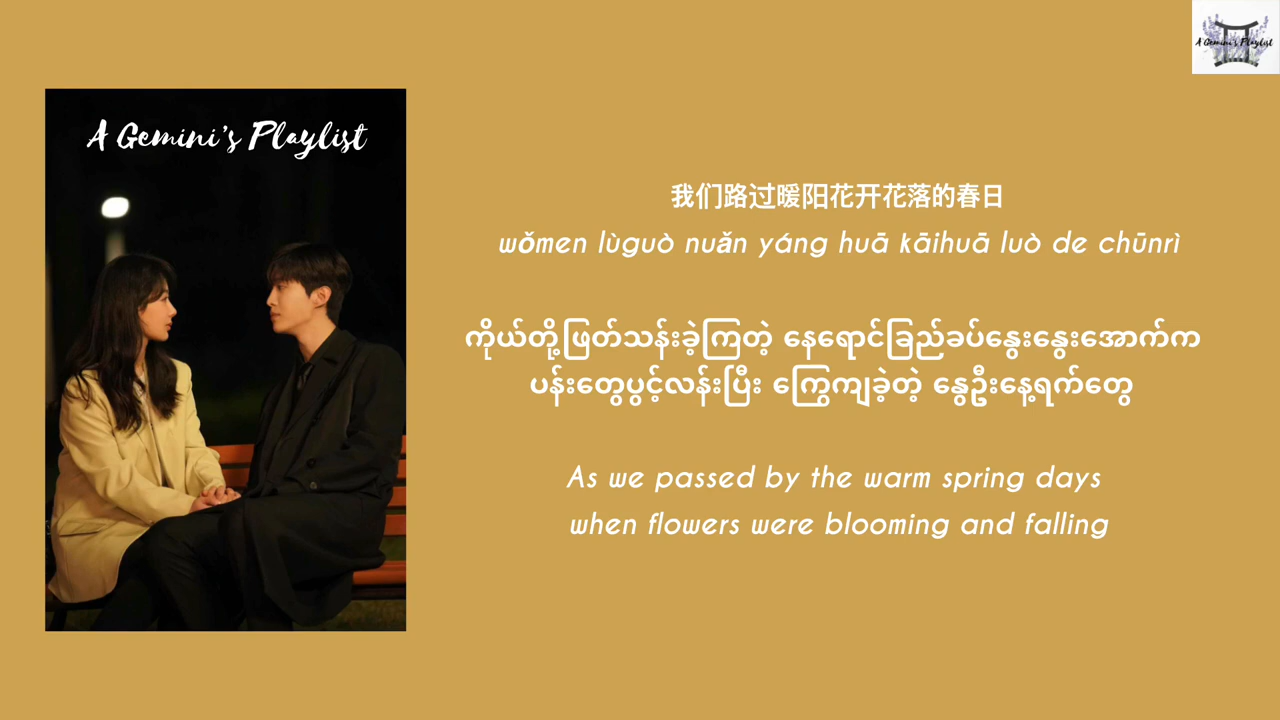 A Gemini's Playlist
A Gemini's Playlist
我们路过暖阳花开花落的春日
wǒmen lùguò nuǎn yáng huā kāihuā luò de chūnrì
ကိုယ်တို့ဖြတ်သန်းခဲ့ကြတဲ့ နေရောင်ခြည်ခပ်နွေးနွေးအောက်က
ပန်းတွေပွင့်လန်းပြီး ကြွေကျခဲ့တဲ့ နွေဦးနေ့ရက်တွေ
As we passed by the warm spring days
when flowers were blooming and falling